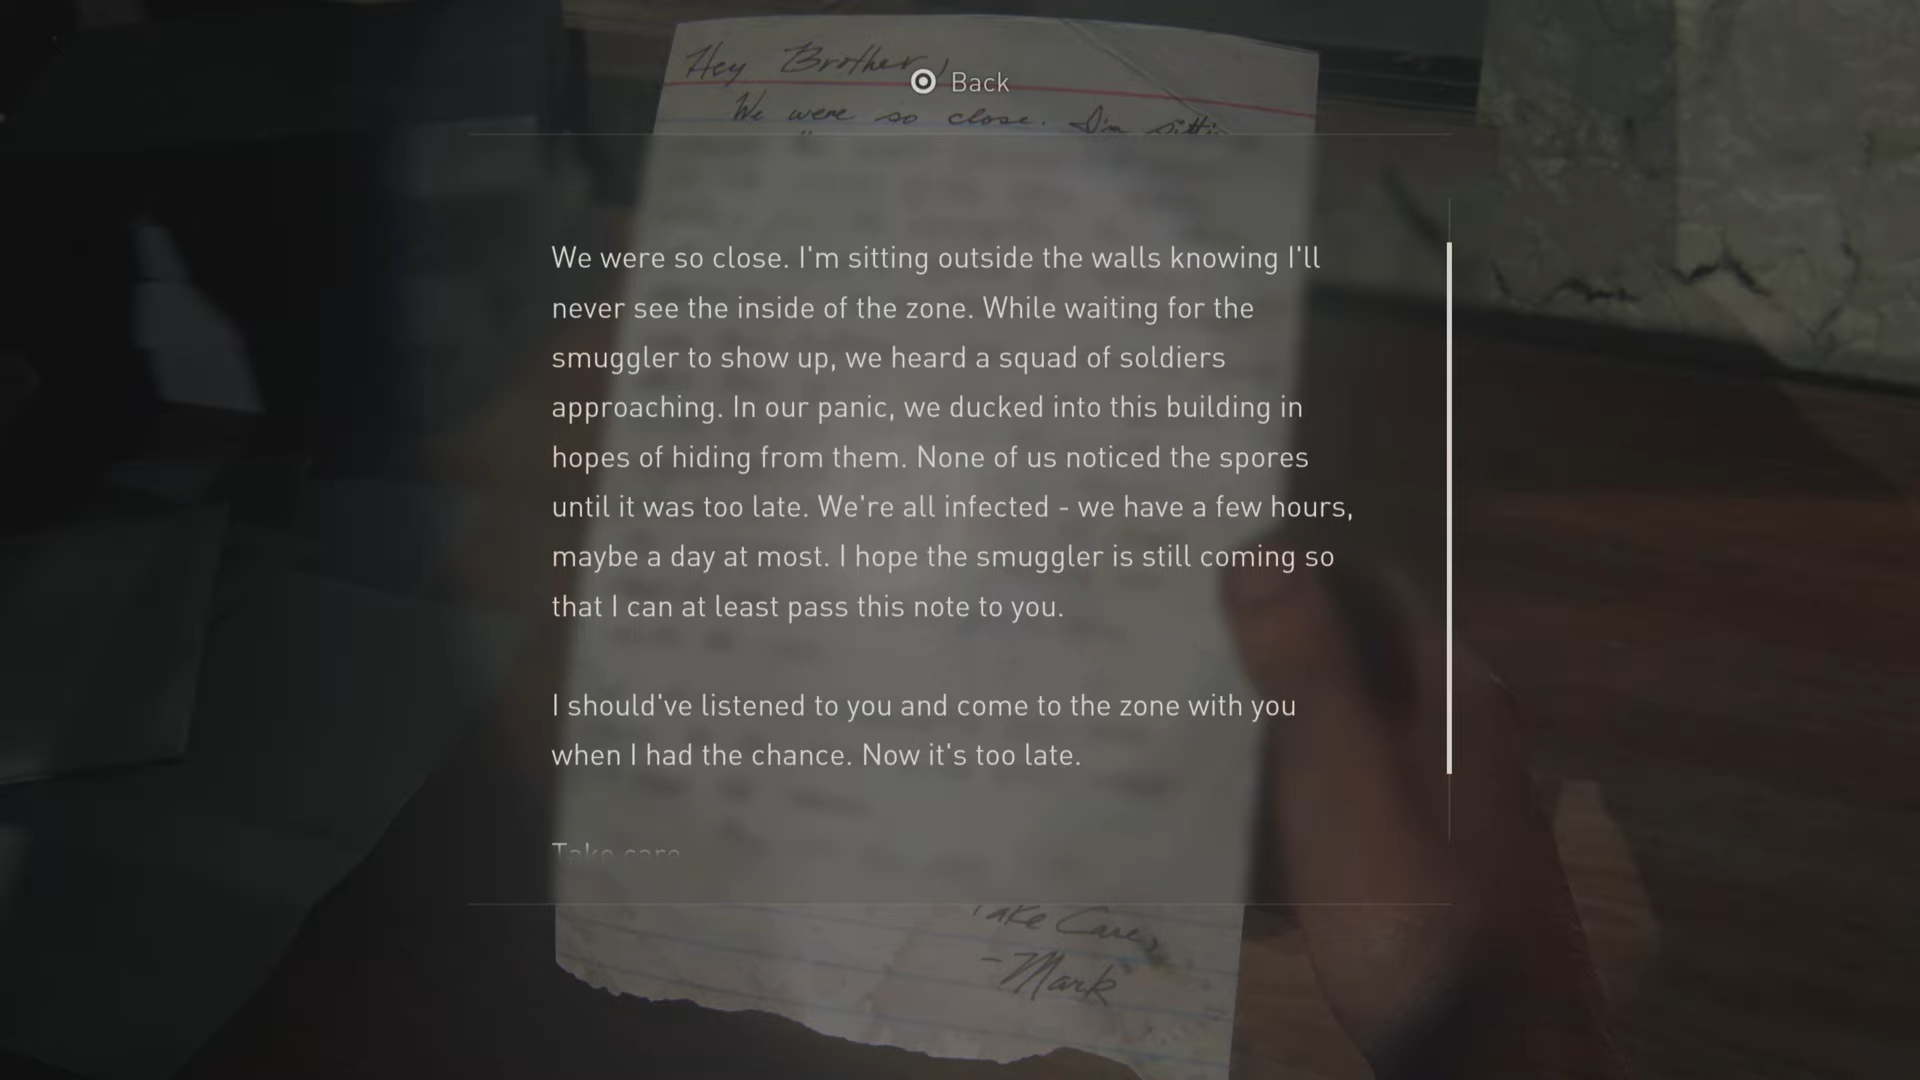 Hey Brother,
Back
We were so close. I'm sitti
We were so close. I'm sitting outside the walls knowing I'll
never see the inside of the zone. While waiting for the
smuggler to show up, we heard a squad of soldiers
approaching. In our panic, we ducked into this building in
hopes of hiding from them. None of us noticed the spores
until it was too late. We're all infected - we have a few hours,
maybe a day at most. I hope the smuggler is still coming so
that I can at least pass this note to you.
I should've listened to you and come to the zone with you
when I had the chance. Now it's too late.
Take care
Take Care,
-Mark